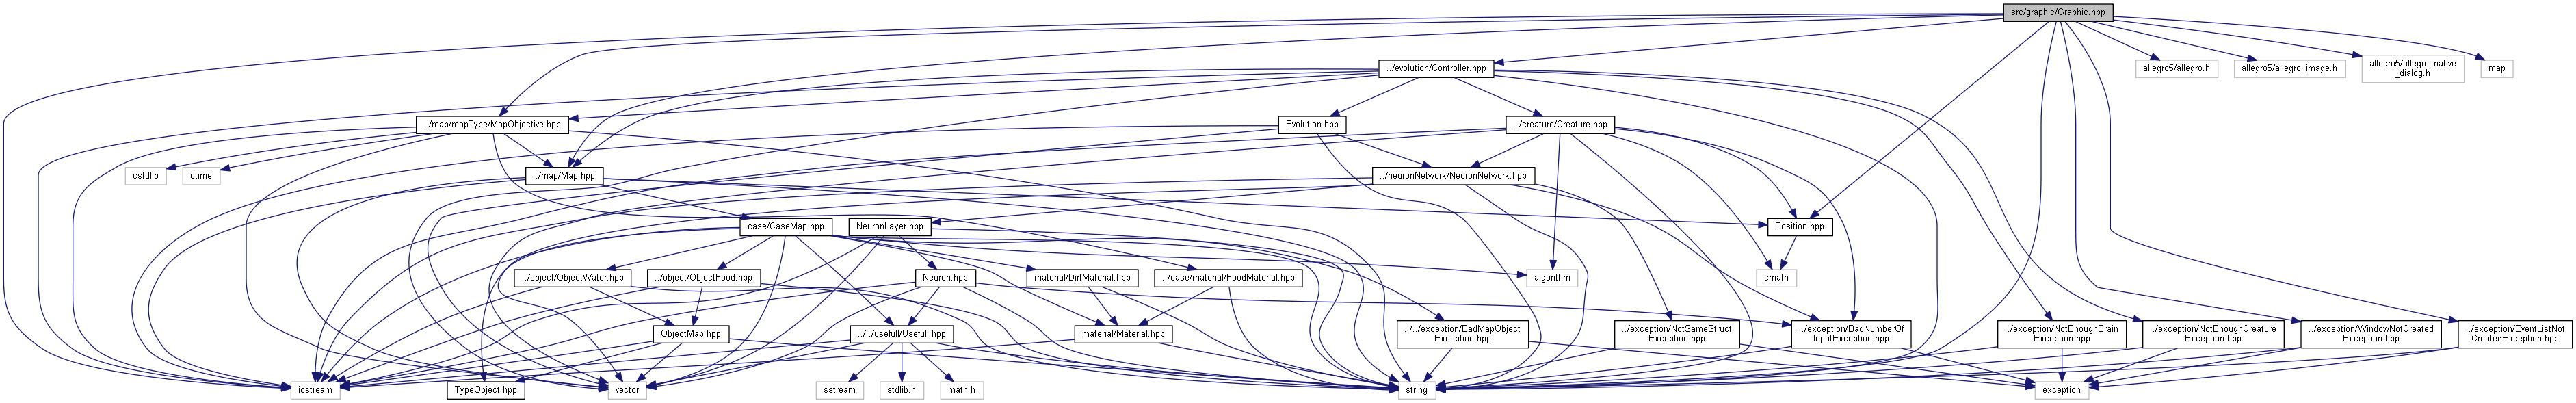 src/graphic/Graphic.hpp
../evolution/Controller.hpp
allegro5/allegro.h
allegro5/allegro_image.h
allegro5/allegro_native
_dialog.h
map
../map/mapType/MapObjective.hpp
Evolution.hpp
../creature/Creature.hpp
cstdlib
ctime
../map/Map.hpp
../neuronNetwork/NeuronNetwork.hpp
case/CaseMap.hpp
NeuronLayer.hpp
Position.hpp
../object/ObjectWater.hpp
../object/ObjectFood.hpp
Neuron.hpp
material/DirtMaterial.hpp
../case/material/FoodMaterial.hpp
algorithm
cmath
ObjectMap.hpp
../../usefull/Usefull.hpp
material/Material.hpp
../../exception/BadMapObject
Exception.hpp
../exception/NotSameStruct
Exception.hpp
../exception/BadNumberOf
InputException.hpp
../exception/NotEnoughBrain
Exception.hpp
../exception/NotEnoughCreature
Exception.hpp
../exception/WindowNotCreated
Exception.hpp
../exception/EventListNot
CreatedException.hpp
iostream
TypeObject.hpp
vector
sstream
stdlib.h
math.h
string
exception